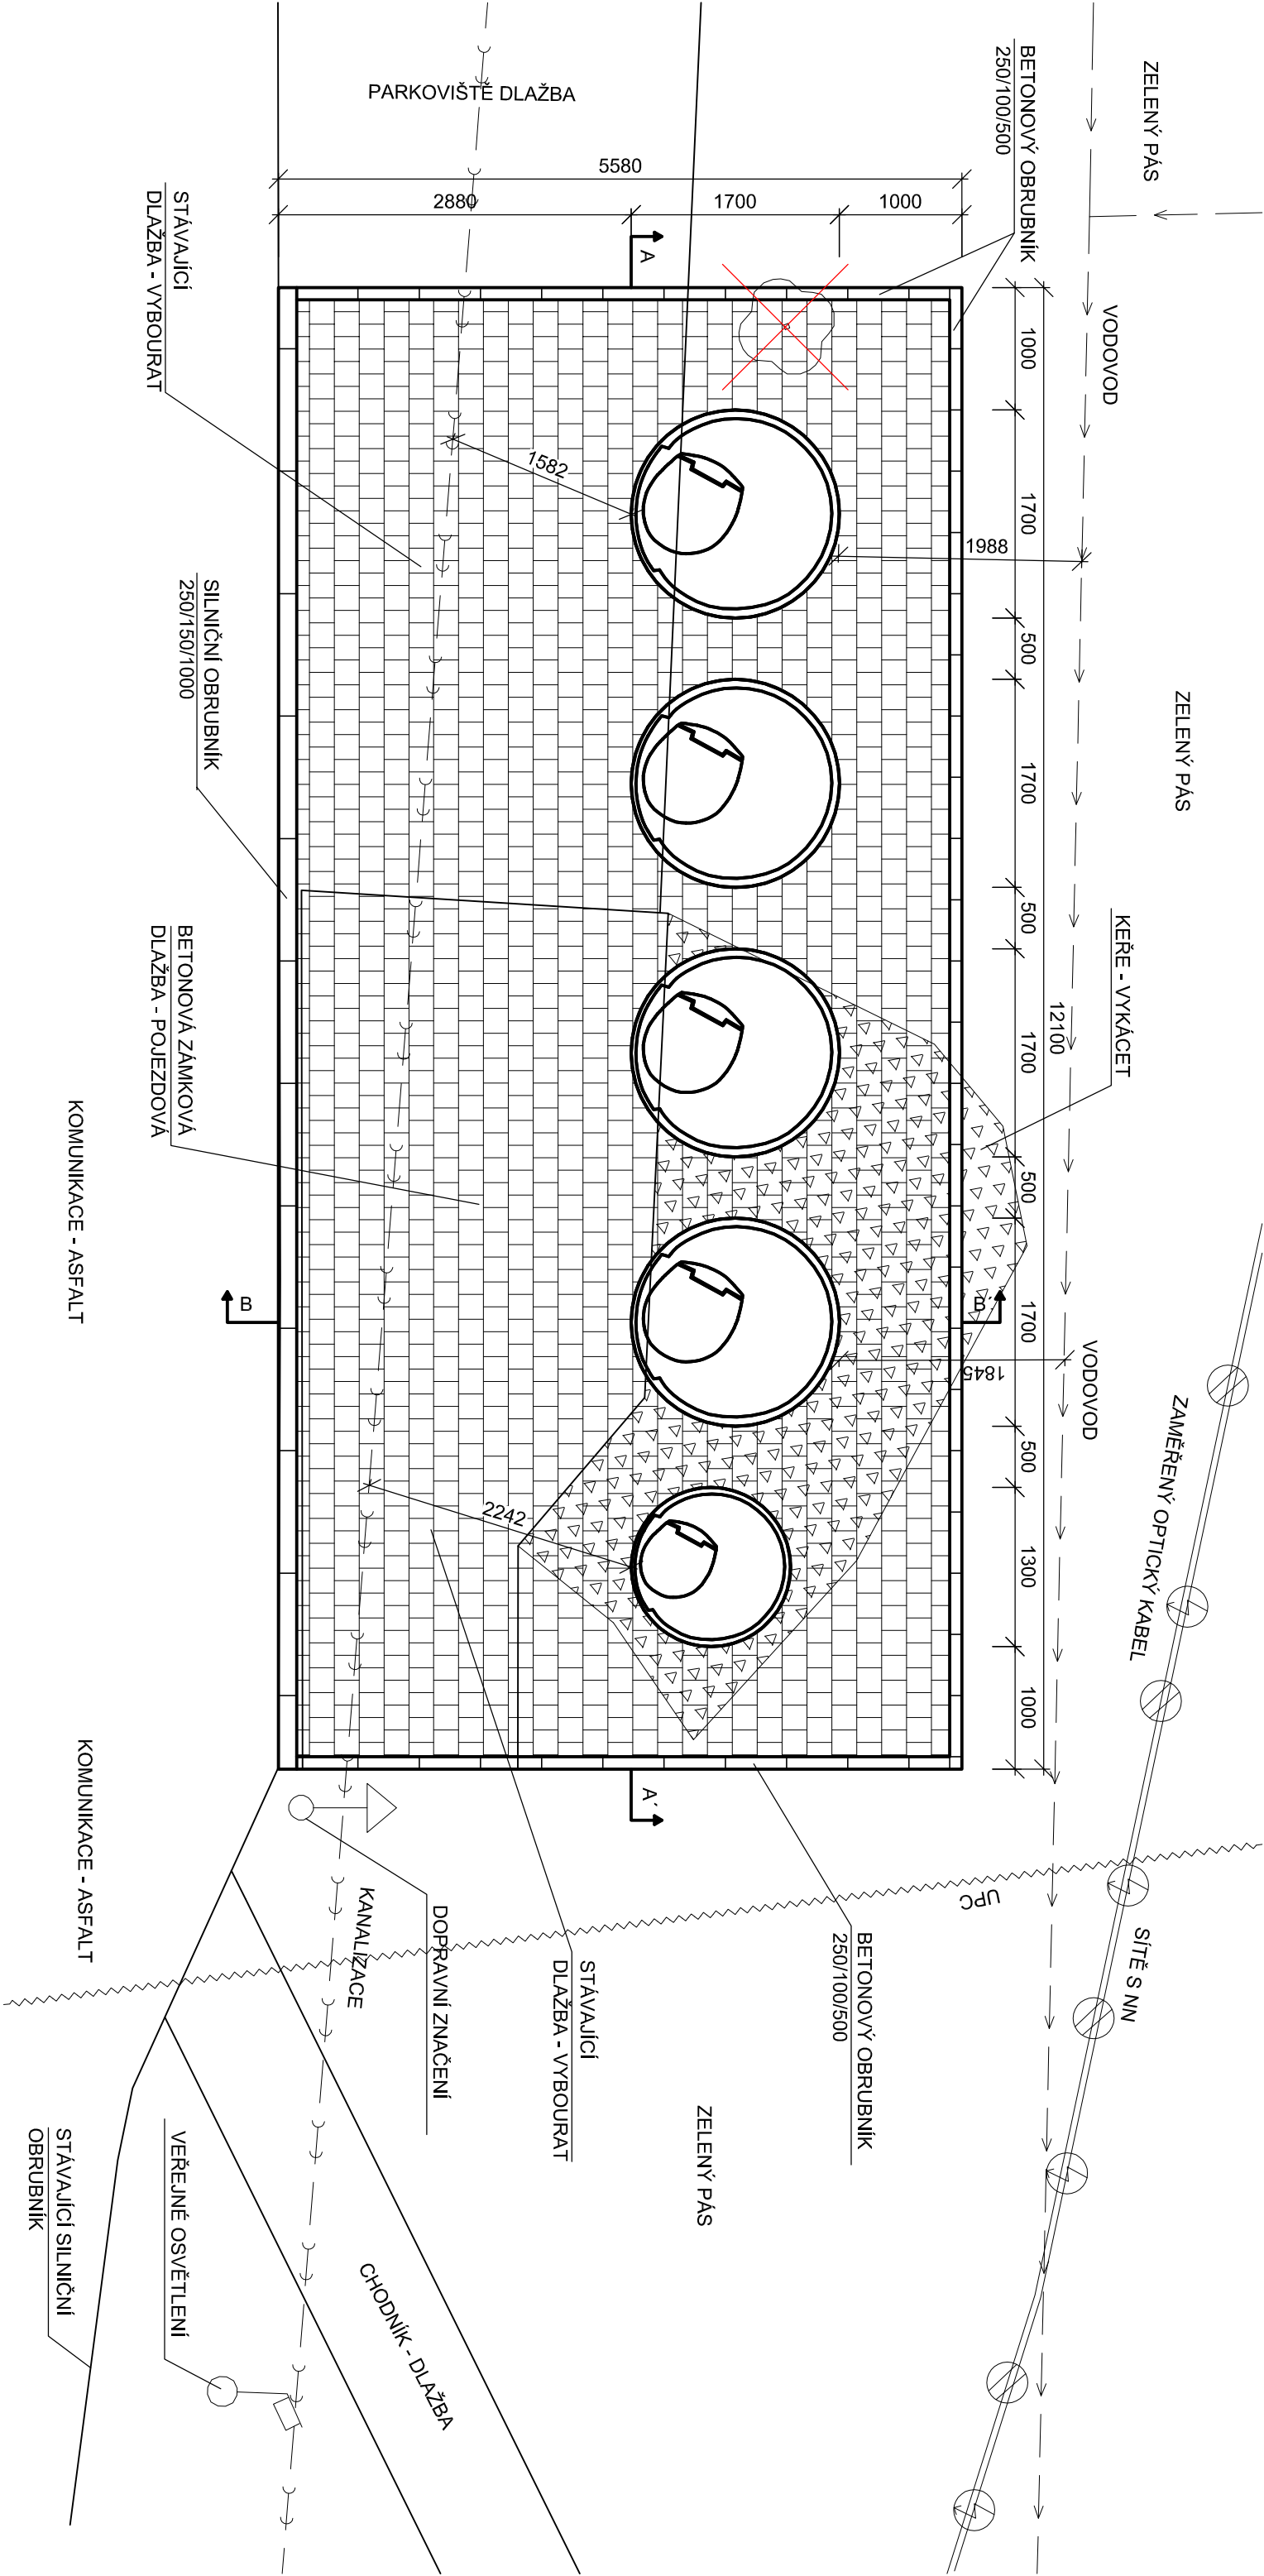 PARKOVIŠTĚ DLAŽBA
ZELENÝ PÁS
BETONOVÝ OBRUBNÍK
250/100/500
5580
2880
1700
1000
A
STÁVAJÍCÍ
DLAŽBA - VYBOURAT
VODOVOD
1000
1700
500
1700
500
1700
500
1700
500
1300
1000
12100
1582
1988
SILNIČNÍ OBRUBNÍK
250/150/1000
ZELENÝ PÁS
KEŘE - VYKÁCET
BETONOVÁ ZÁMKOVÁ
DLAŽBA - POJEZDOVÁ
KOMUNIKACE - ASFALT
B
B´
1845
VODOVOD
ZAMĚŘENÝ OPTICKÝ KABEL
2242
A´
KOMUNIKACE - ASFALT
KANALIZACE
DOPRAVNÍ ZNAČENÍ
STÁVAJÍCÍ
DLAŽBA - VYBOURAT
BETONOVÝ OBRUBNÍK
250/100/500
UPC
SÍTĚ S NN
ZELENÝ PÁS
STÁVAJÍCÍ SILNIČNÍ
OBRUBNÍK
VEŘEJNÉ OSVĚTLENÍ
CHODNÍK - DLAŽBA